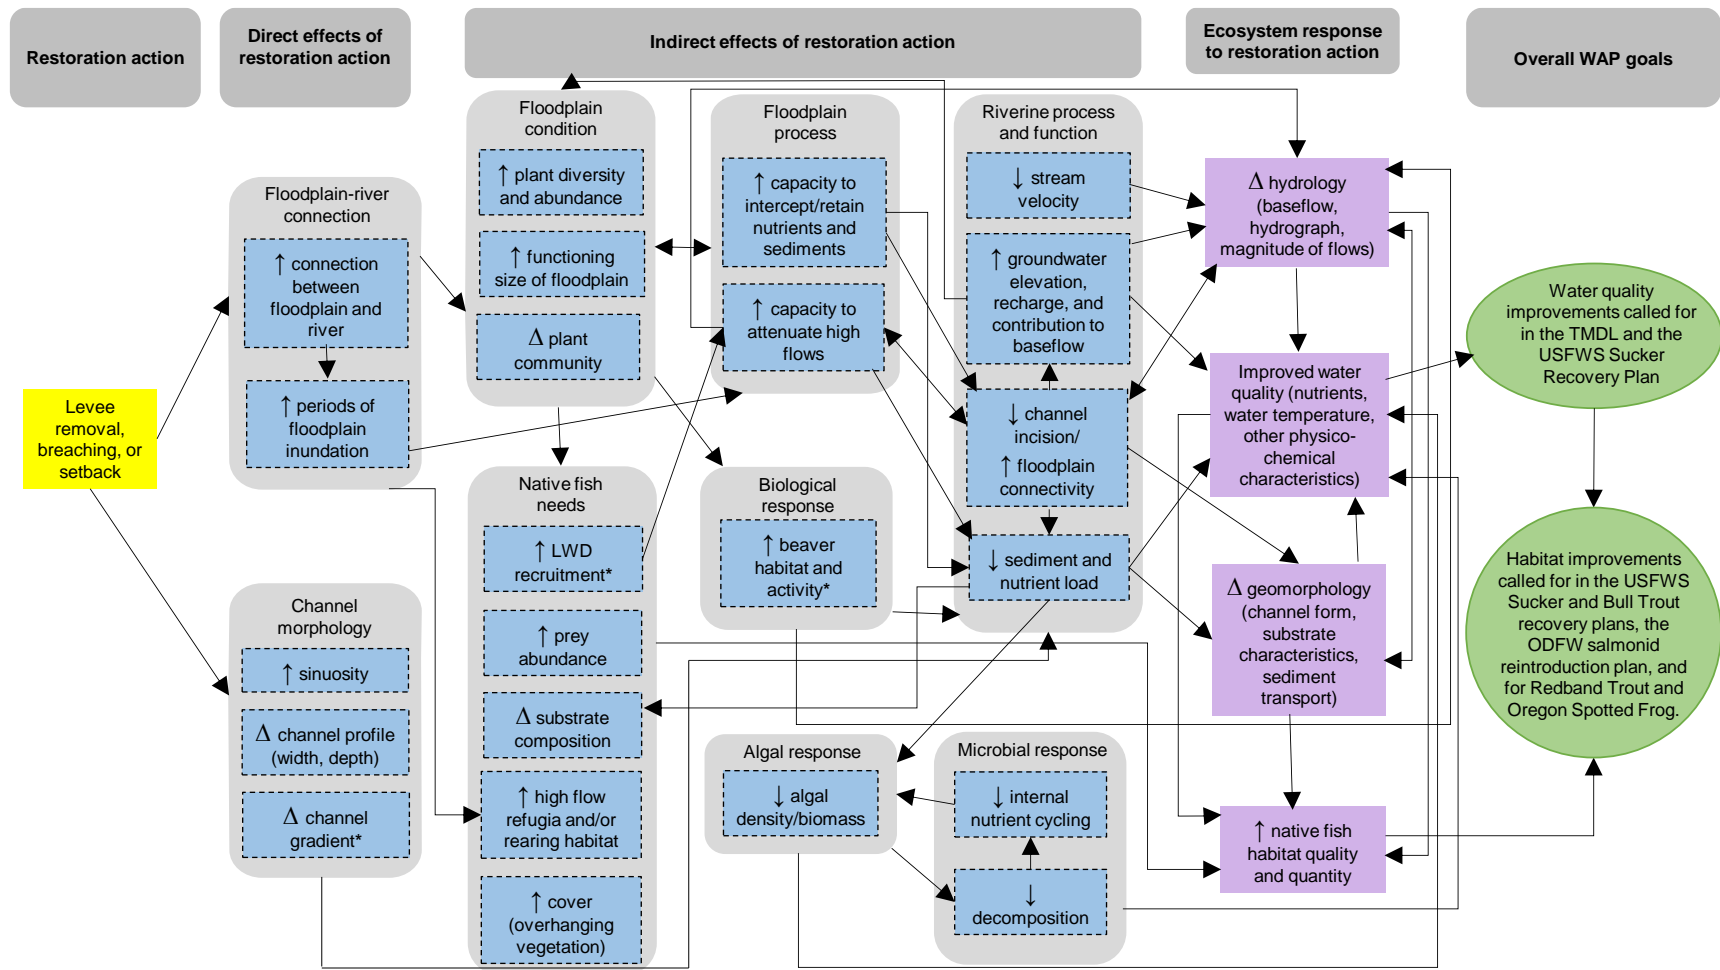 Restoration action
Direct effects of
restoration action
Indirect effects of restoration action
Ecosystem response
to restoration action
Overall WAP goals
Levee
removal,
breaching, or
setback
Floodplain-river
connection
↑ connection
between
floodplain and
river
↑ periods of
floodplain
inundation
Channel
morphology
↑ sinuosity
Δ channel profile
(width, depth)
Δ channel
gradient*
Floodplain
condition
↑ plant diversity
and abundance
↑ functioning
size of floodplain
Δ plant
community
Native fish
needs
↑ LWD
recruitment*
↑ prey
abundance
Δ substrate
composition
↑ high flow
refugia and/or
rearing habitat
↑ cover
(overhanging
vegetation)
Floodplain
process
↑ capacity to
intercept/retain
nutrients and
sediments
↑ capacity to
attenuate high
flows
Biological
response
↑ beaver
habitat and
activity*
Algal response
↓ algal
density/biomass
Riverine process
and function
↓ stream
velocity
↑ groundwater
elevation,
recharge, and
contribution to
baseflow
↓ channel
incision/
↑ floodplain
connectivity
↓ sediment and
nutrient load
Microbial response
↓ internal
nutrient cycling
↓
decomposition
Δ hydrology
(baseflow,
hydrograph,
magnitude of flows)
Improved water
quality (nutrients,
water temperature,
other physico-
chemical
characteristics)
Δ geomorphology
(channel form,
substrate
characteristics,
sediment
transport)
↑ native fish
habitat quality
and quantity
Water quality
improvements called for
in the TMDL and the
USFWS Sucker
Recovery Plan
Habitat improvements
called for in the USFWS
Sucker and Bull Trout
recovery plans, the
ODFW salmonid
reintroduction plan, and
for Redband Trout and
Oregon Spotted Frog.